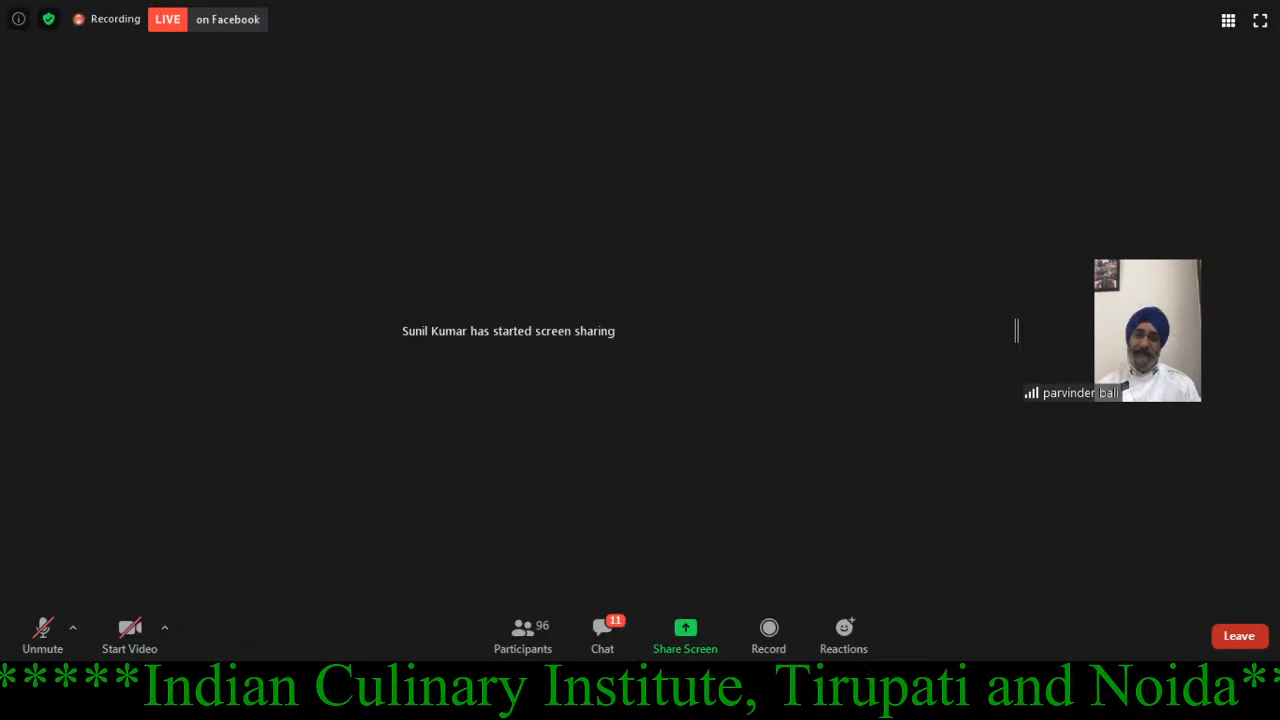 Recording LIVE on Facebook
Sunil Kumar has started screen sharing
parvinder bali
96
11
Unmute Start Video Participants Chat Share Screen Record Reactions Leave
*****Indian Culinary Institute, Tirupati and Noida**